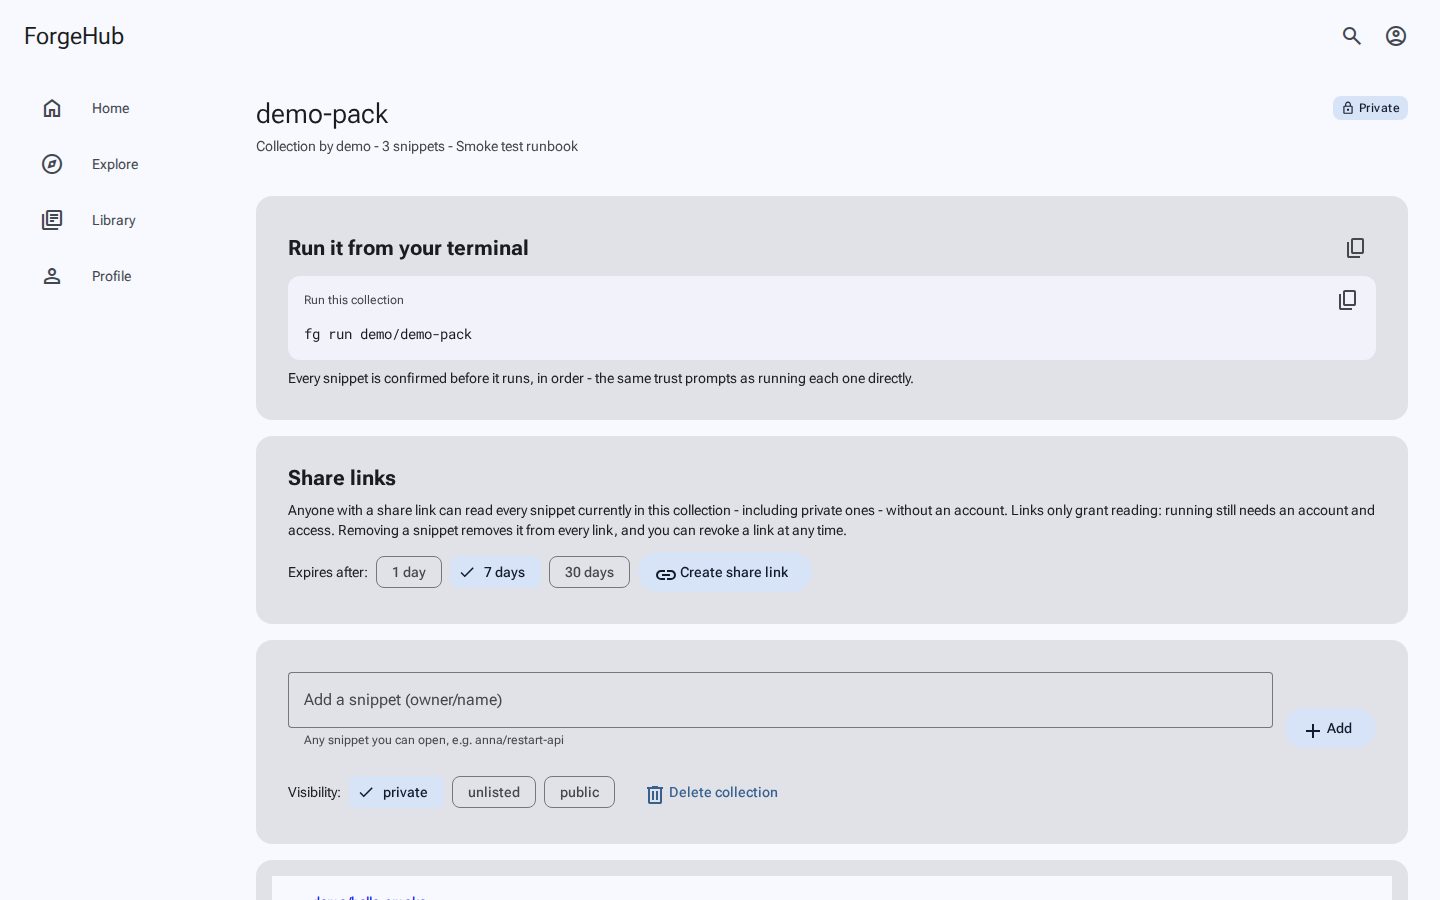 ForgeHub
Home
Explore
Library
Profile
demo-pack
Private
Collection by demo - 3 snippets - Smoke test runbook
Run it from your terminal
Run this collection
fg run demo/demo-pack
Every snippet is confirmed before it runs, in order - the same trust prompts as running each one directly.
Share links
Anyone with a share link can read every snippet currently in this collection - including private ones - without an account. Links only grant reading: running still needs an account and
access. Removing a snippet removes it from every link, and you can revoke a link at any time.
Expires after: 1 day 7 days 30 days Create share link
Add a snippet (owner/name)
Add
Any snippet you can open, e.g. anna/restart-api
Visibility: private unlisted public Delete collection